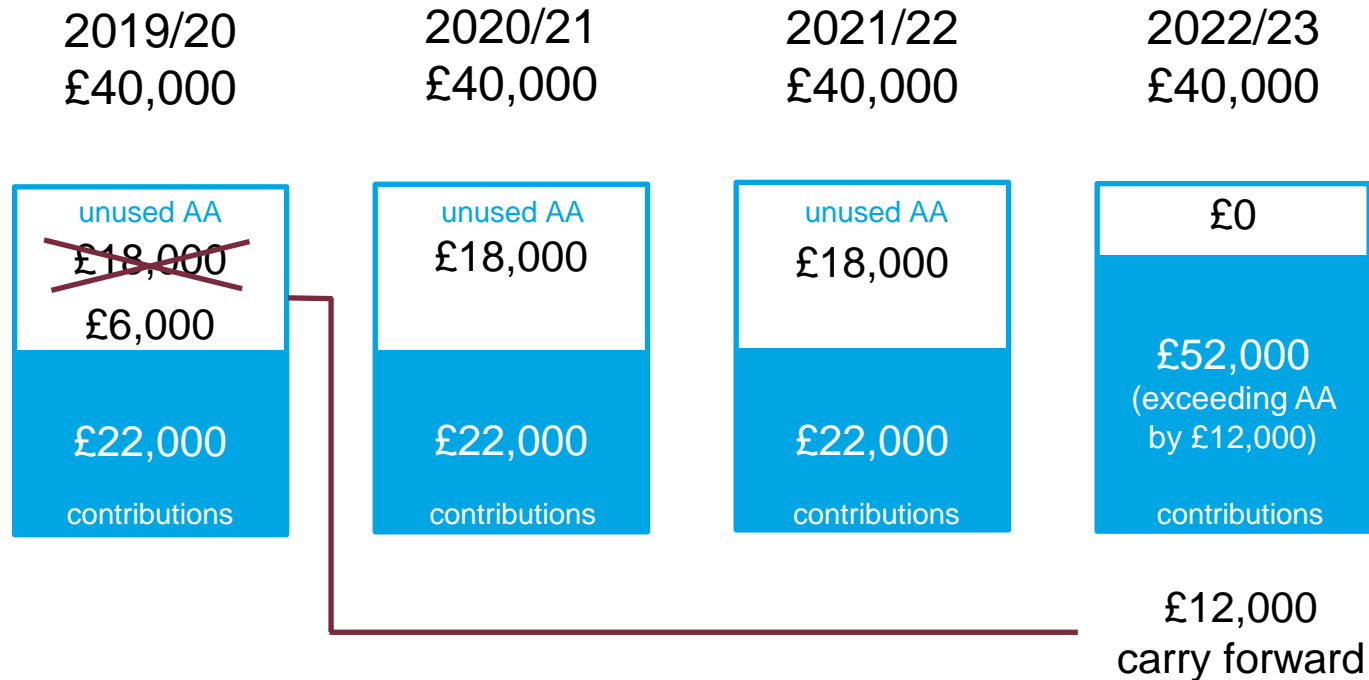 2019/20
£40,000
2020/21
£40,000
2021/22
£40,000
2022/23
£40,000
unused AA
£18,000
£6,000
£22,000
contributions
unused AA
£18,000
£22,000
contributions
unused AA
£18,000
£22,000
contributions
£0
£52,000
(exceeding AA
by £12,000)
contributions
£12,000
carry forward